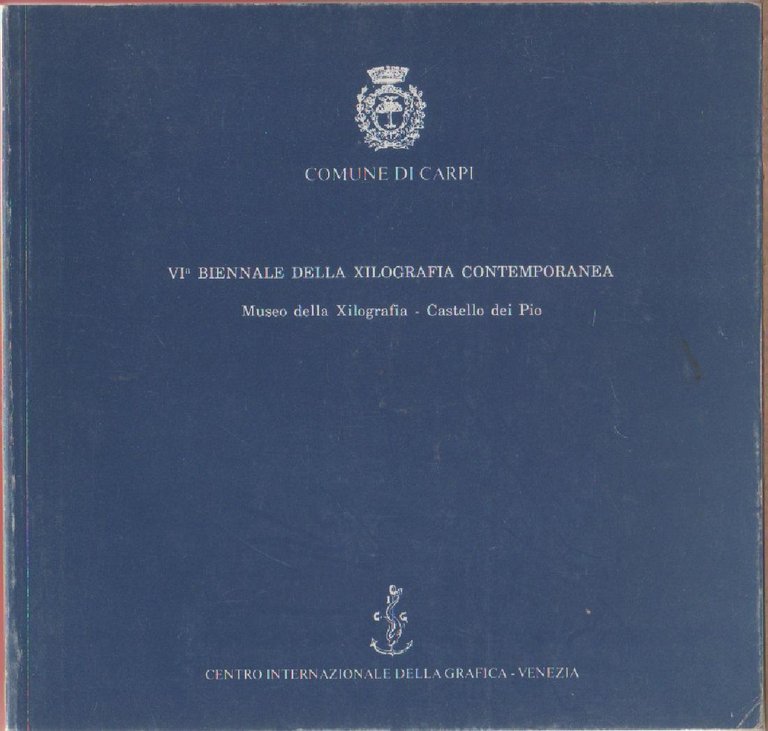 COMUNE DI CARPI
VIª BIENNALE DELLA XILOGRAFIA CONTEMPORANEA
Museo della Xilografia - Castello dei Pio
C I G
CENTRO INTERNAZIONALE DELLA GRAFICA - VENEZIA